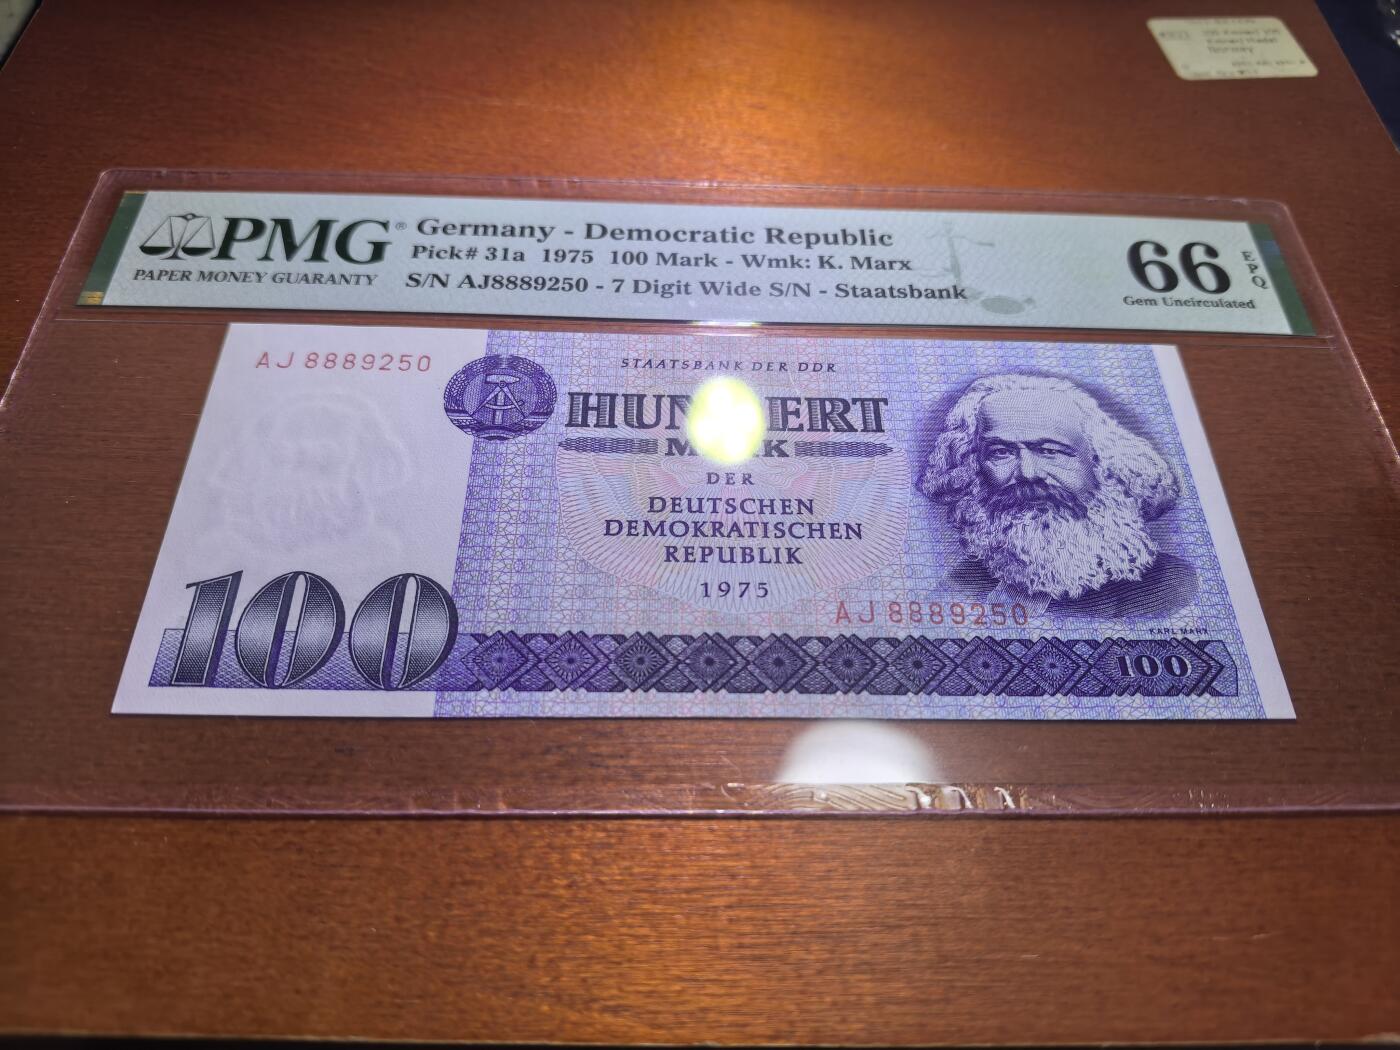 Norway
PMG®
PAPER MONEY GUARANTY
Germany - Democratic Republic
Pick# 31a 1975 100 Mark - Wmk: K. Marx
S/N AJ8889250 - 7 Digit Wide S/N - Staatsbank
66
EPQ
Gem Uncirculated
AJ 8889250
STAATSBANK DER DDR
DER
DEUTSCHEN
DEMOKRATISCHEN
REPUBLIK
1975
AJ 8889250
KARL MARX
100
100